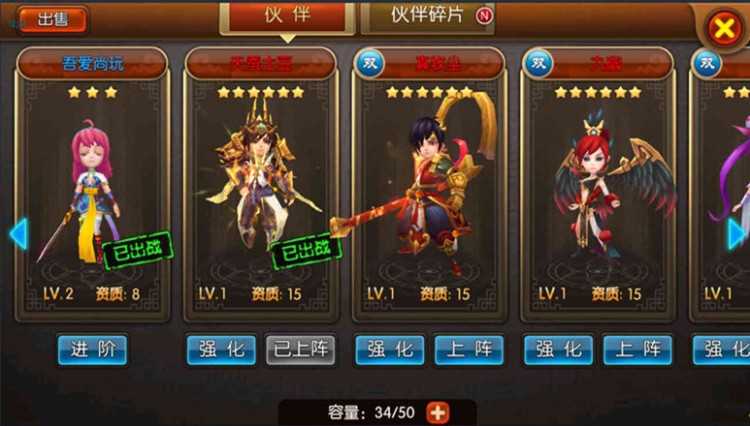 出售
伙伴
伙伴碎片
N
吾爱尚玩
双
双
双
已出战
已出战
LV.2 资质:8
LV.1 资质:15
LV.1 资质:15
LV.1 资质:15
LV.1
进阶
强化
已上阵
强化
上阵
强化
上阵
强化
容量:34/50